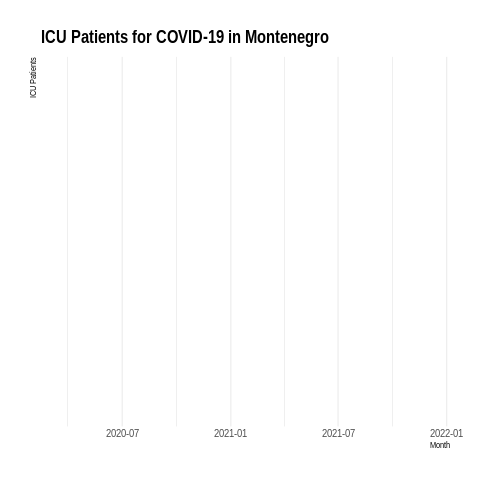 ICU Patients for COVID-19 in Montenegro
ICU Patients
2020-07
2021-01
2021-07
2022-01
Month